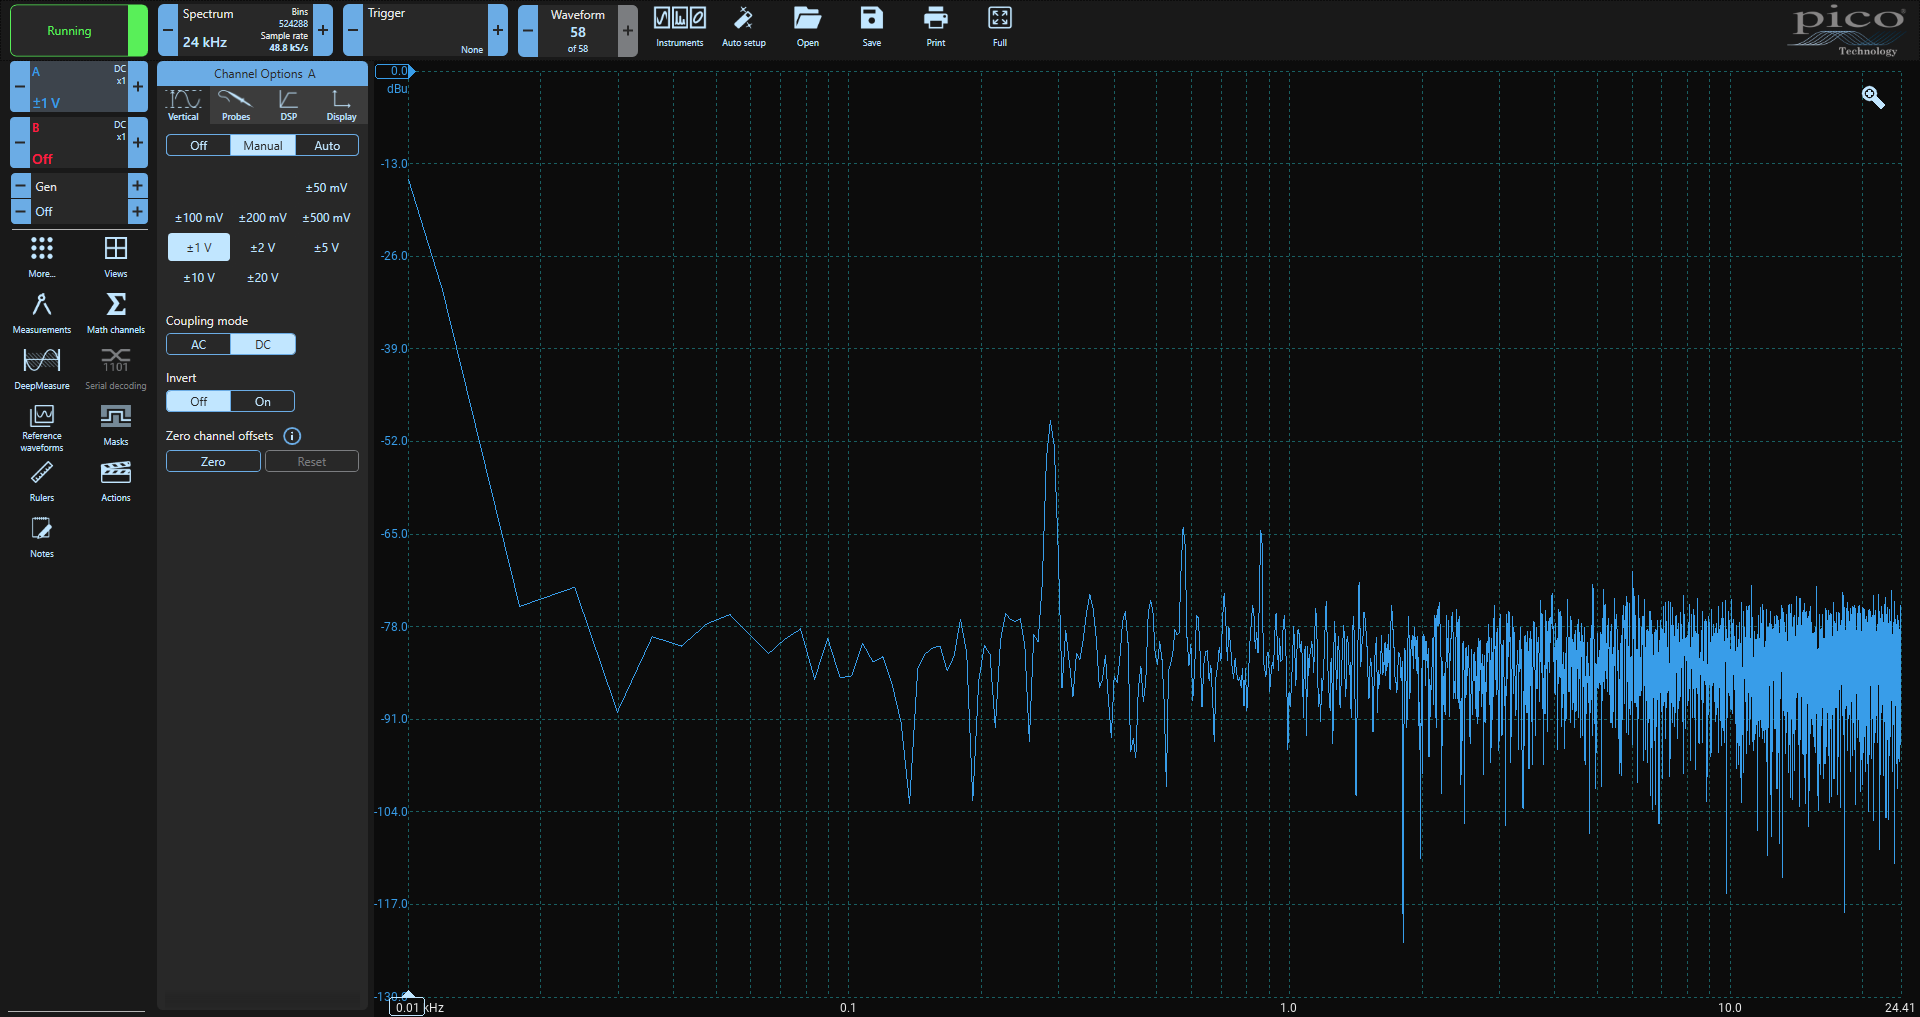 Running
Spectrum
24 kHz
Bins
524288
Sample rate
48.8 kS/s
Trigger
None
Waveform
58
of 58
Instruments
Auto setup
Open
Save
Print
Full
pico
Technology
A
DC
x1
±1 V
B
DC
x1
Off
Gen
Off
More...
Views
Measurements
Math channels
DeepMeasure
1101
Serial decoding
Reference
waveforms
Masks
Rulers
Actions
Notes
Channel Options A
Vertical
Probes
DSP
Display
Off
Manual
Auto
±50 mV
±100 mV
±200 mV
±500 mV
±1 V
±2 V
±5 V
±10 V
±20 V
Coupling mode
AC
DC
Invert
Off
On
Zero channel offsets
Zero
Reset
0.0
dBu
-13.0
-26.0
-39.0
-52.0
-65.0
-78.0
-91.0
-104.0
-117.0
-130.0
0.01 kHz
0.1
1.0
10.0
24.41